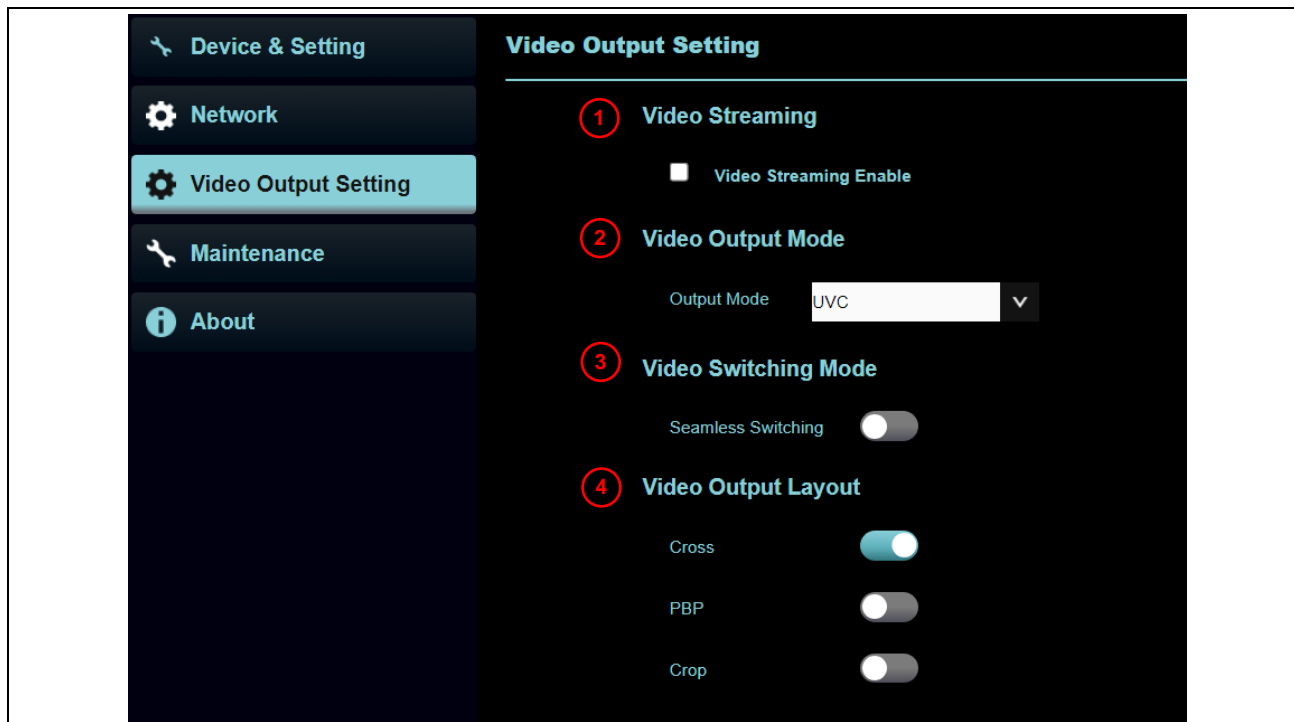 Device & Setting
Network
Video Output Setting
Maintenance
About
Video Output Setting
1 Video Streaming
Video Streaming Enable
2 Video Output Mode
Output Mode UVC
3 Video Switching Mode
Seamless Switching
4 Video Output Layout
Cross
PBP
Crop